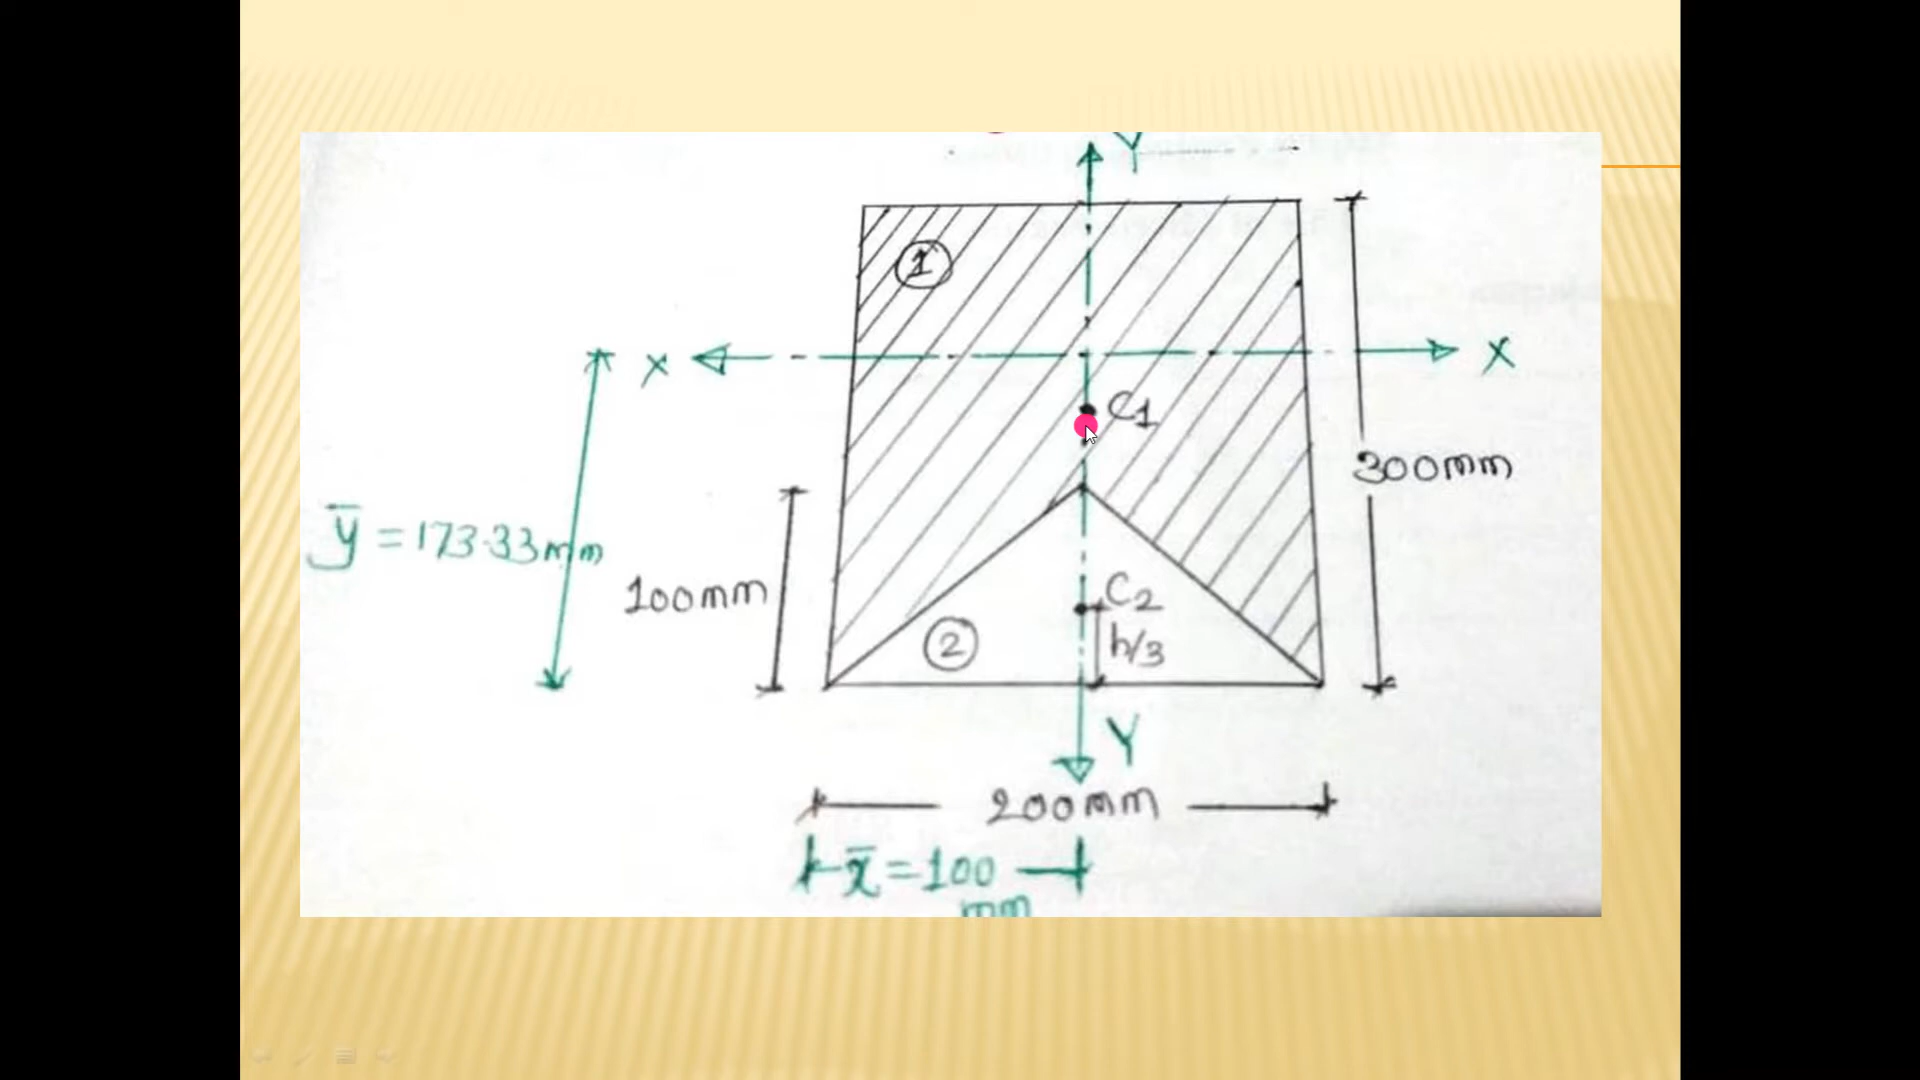 Y
1
X
X
C1
300mm
ȳ = 173.33mm
100mm
C2
2
h/3
Y
200mm
x̄ = 100
mm